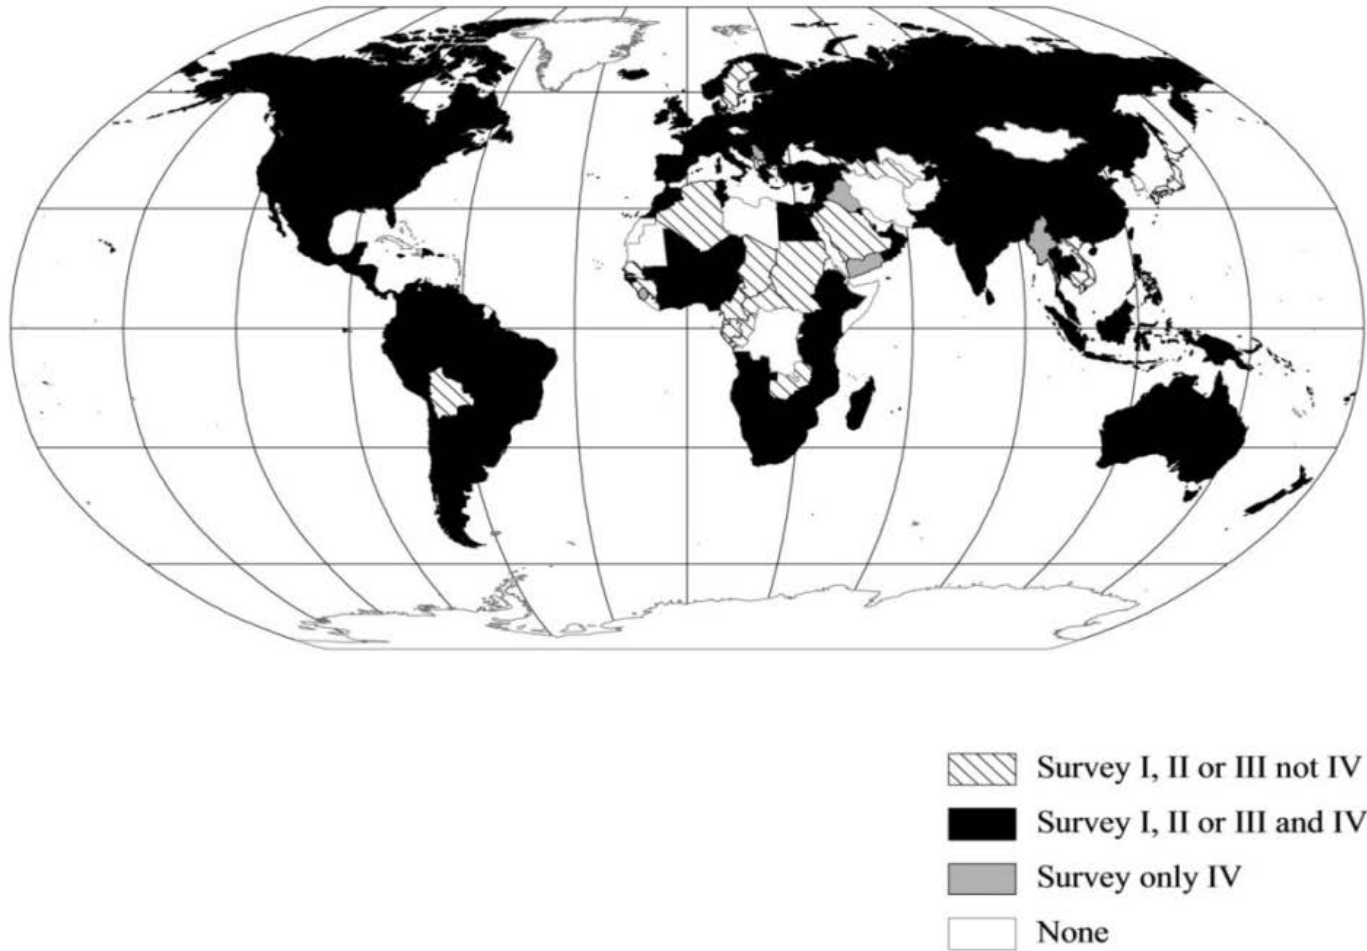 Survey I, II or III not IV
Survey I, II or III and IV
Survey only IV
None